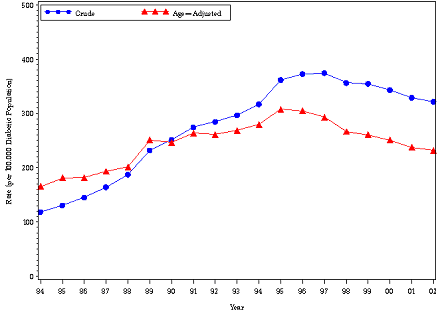 500
Crude
Age-Adjusted
400
300
200
100
0
Rate (per 100,000 Diabetic Population)
84 85 86 87 88 89 90 91 92 93 94 95 96 97 98 99 00 01 02
Year